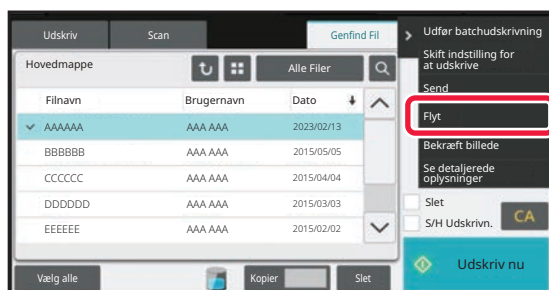 Udskriv Scan Genfind Fil
Hovedmappe Alle Filer
Filnavn Brugernavn Dato
AAAAAA AAA AAA 2023/02/13
BBBBBB AAA AAA 2015/05/05
CCCCCC AAA AAA 2015/04/04
DDDDDD AAA AAA 2015/03/03
EEEEEE AAA AAA 2015/02/02
Vælg alle Kopier Slet
Udfør batchudskrivning
Skift indstilling for
at udskrive
Send
Flyt
Bekræft billede
Se detaljerede
oplysninger
Slet
S/H Udskrivn. CA
Udskriv nu